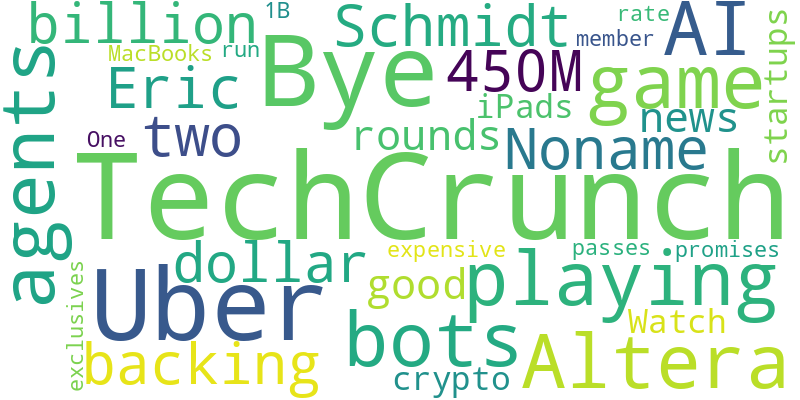 billion
1B
Schmidt
rate
AI
startups
member
MacBooks
run
Bye
450M
agents
Eric
game
iPads
news
two
rounds
Noname
One
TechCrunch
dollar
expensive
passes
promises
Uber
good
playing
exclusives
bots
Watch
backing
crypto
Altera